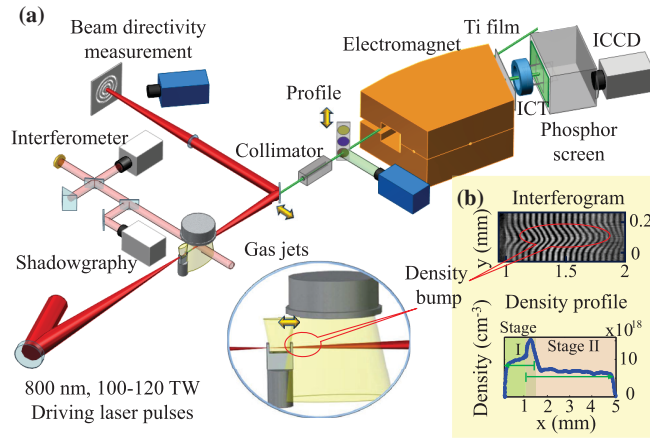 (a)
Beam directivity
measurement
Interferometer
Shadowgraphy
800 nm, 100-120 TW
Driving laser pulses
Gas jets
Collimator
Profile
Electromagnet
Ti film
ICT
ICCD
Phosphor
screen
Density
bump
(b)
Interferogram
y (mm)
0.2
0
1
1.5
2
Density profile
Density (cm-3)
Stage
I
Stage II
x10^18
10
0
0
1
2
3
4
5
x (mm)